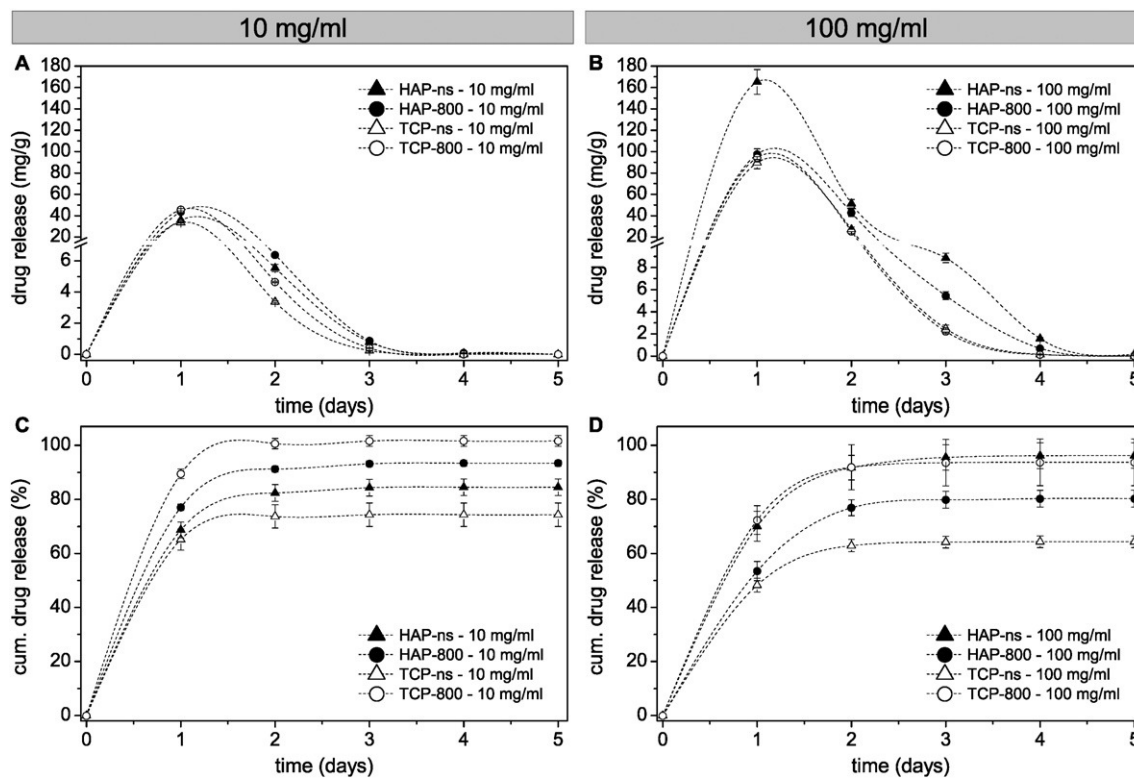 10 mg/ml
100 mg/ml
A
180
160
140
120
100
80
60
40
20
6
4
2
0
drug release (mg/g)
HAP-ns - 10 mg/ml
HAP-800 - 10 mg/ml
TCP-ns - 10 mg/ml
TCP-800 - 10 mg/ml
0 1 2 3 4 5
time (days)
B
180
160
140
120
100
80
60
40
20
8
6
4
2
0
drug release (mg/g)
HAP-ns - 100 mg/ml
HAP-800 - 100 mg/ml
TCP-ns - 100 mg/ml
TCP-800 - 100 mg/ml
0 1 2 3 4 5
time (days)
C
100
80
60
40
20
0
cum. drug release (%)
HAP-ns - 10 mg/ml
HAP-800 - 10 mg/ml
TCP-ns - 10 mg/ml
TCP-800 - 10 mg/ml
0 1 2 3 4 5
time (days)
D
100
80
60
40
20
0
cum. drug release (%)
HAP-ns - 100 mg/ml
HAP-800 - 100 mg/ml
TCP-ns - 100 mg/ml
TCP-800 - 100 mg/ml
0 1 2 3 4 5
time (days)